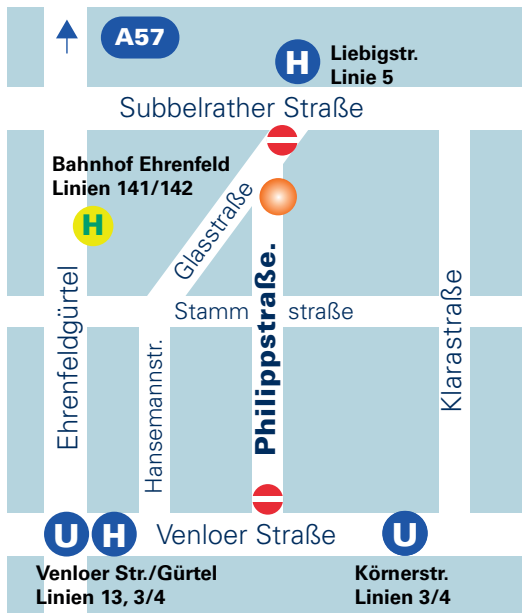 A57
H
Liebigstr.
Linie 5
Subbelrather Straße
Bahnhof Ehrenfeld
Linien 141/142
H
Glasstraße
Ehrenfeldgürtel
Stamm straße
Philippstraße.
Klarastraße
Hansemannstr.
U H
Venloer Straße
U
Venloer Str./Gürtel
Linien 13, 3/4
Körnerstr.
Linien 3/4